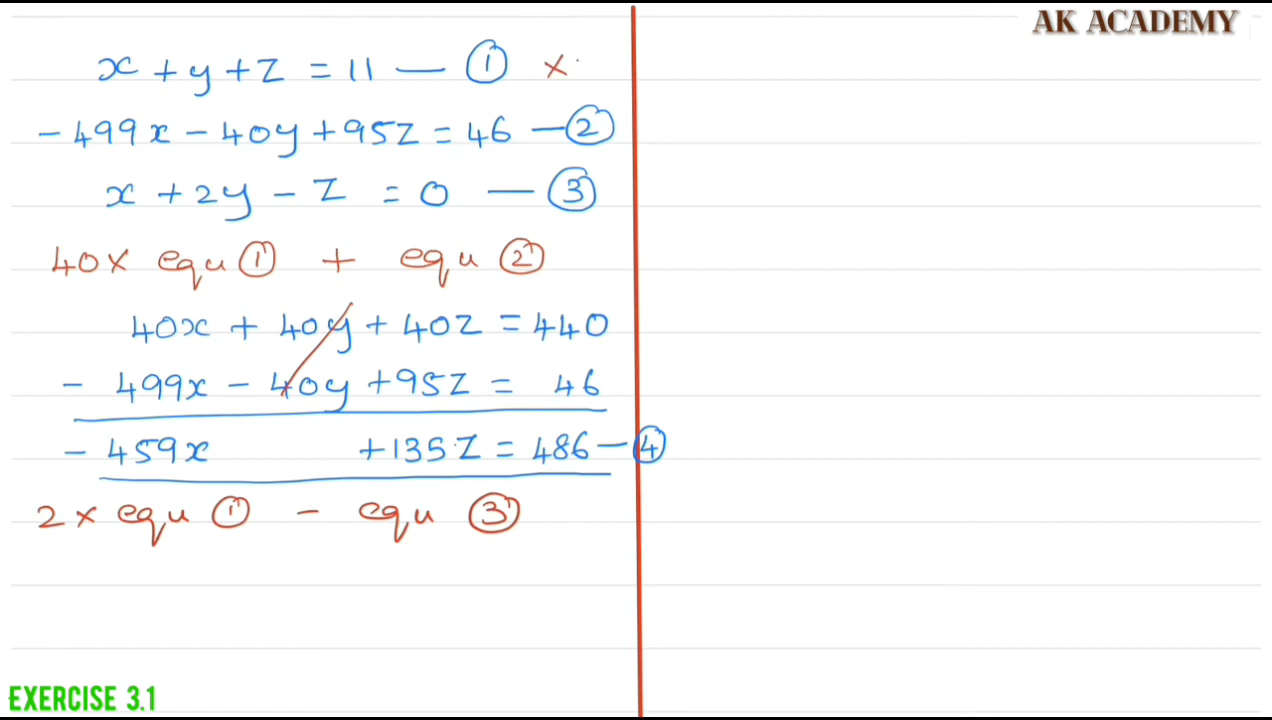 AK ACADEMY
x + y + z = 11 — ① ×
- 499x - 40y + 95z = 46 — ②
x + 2y - z = 0 — ③
40× equ ① + equ ②
40x + 40y + 40z = 440
- 499x - 40y + 95z = 46
- 459x + 135z = 486 — ④
2 × equ ① - equ ③
EXERCISE 3.1